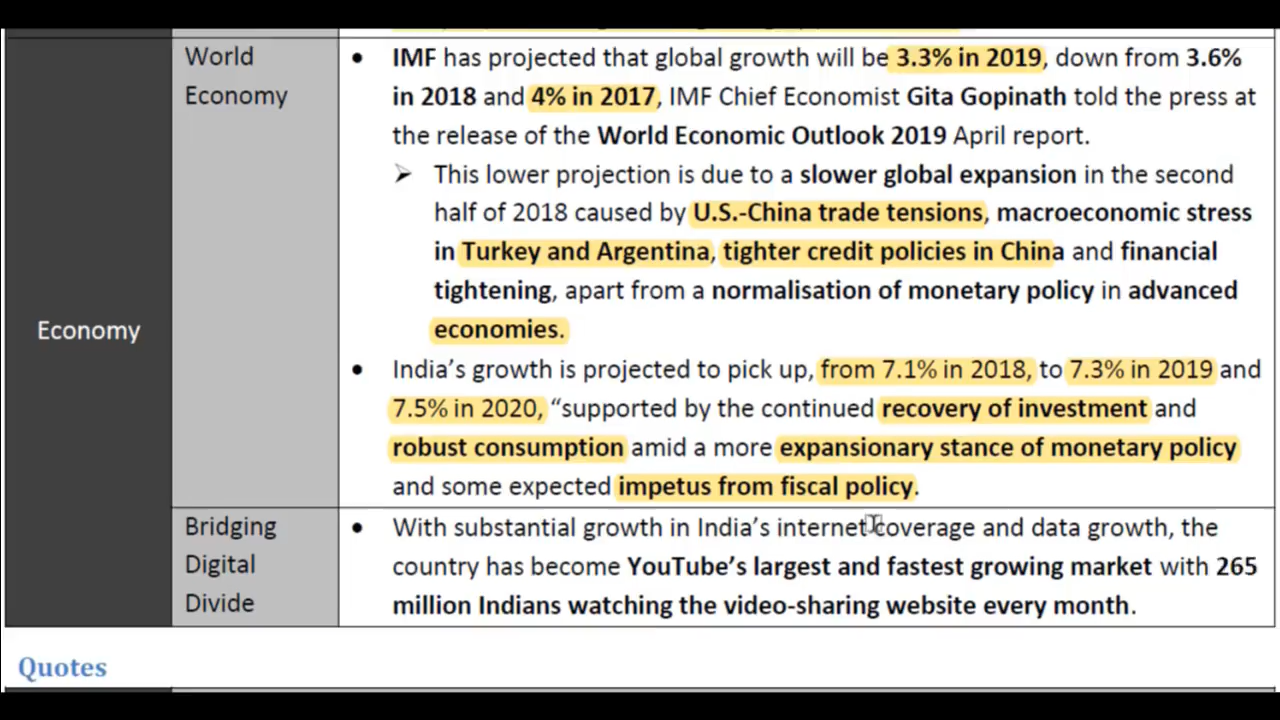 World
Economy
• IMF has projected that global growth will be 3.3% in 2019, down from 3.6%
in 2018 and 4% in 2017, IMF Chief Economist Gita Gopinath told the press at
the release of the World Economic Outlook 2019 April report.
➢ This lower projection is due to a slower global expansion in the second
half of 2018 caused by U.S.-China trade tensions, macroeconomic stress
in Turkey and Argentina, tighter credit policies in China and financial
tightening, apart from a normalisation of monetary policy in advanced
economies.
Economy
• India’s growth is projected to pick up, from 7.1% in 2018, to 7.3% in 2019 and
7.5% in 2020, “supported by the continued recovery of investment and
robust consumption amid a more expansionary stance of monetary policy
and some expected impetus from fiscal policy.
Bridging
Digital
Divide
• With substantial growth in India’s internet coverage and data growth, the
country has become YouTube’s largest and fastest growing market with 265
million Indians watching the video-sharing website every month.
Quotes